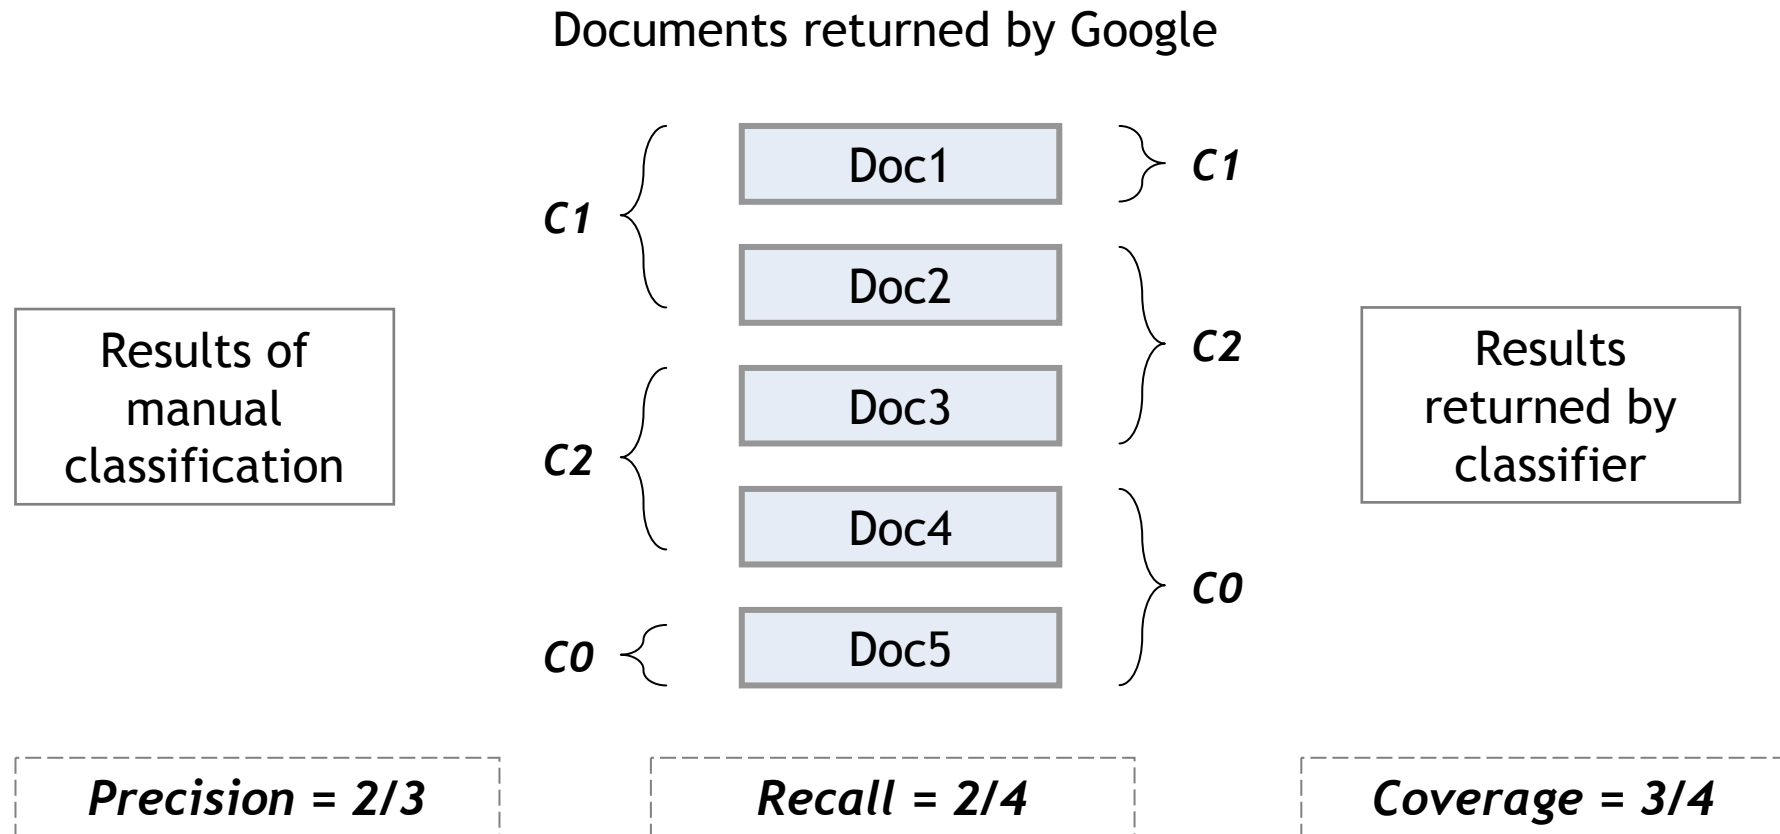 Documents returned by Google
Doc1
C1
C1
Doc2
C2
Results of
manual
classification
Doc3
Results
returned by
classifier
C2
Doc4
C0
Doc5
C0
Precision = 2/3
Recall = 2/4
Coverage = 3/4